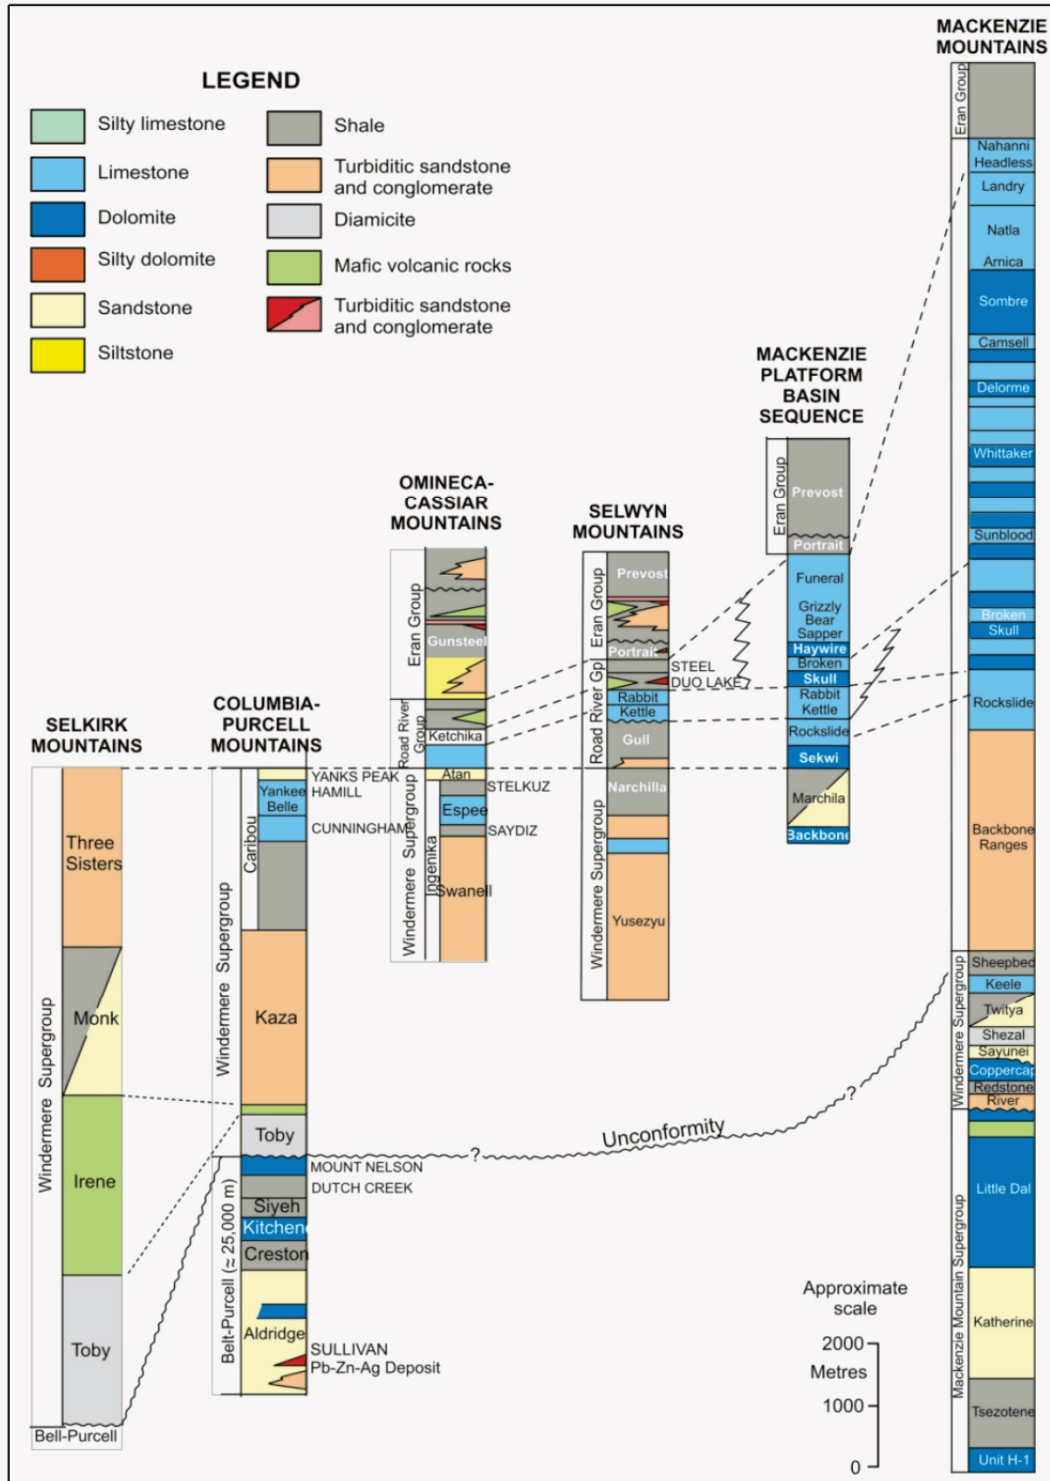 LEGEND
Silty limestone
Limestone
Dolomite
Silty dolomite
Sandstone
Siltstone
Shale
Turbiditic sandstone
and conglomerate
Diamicite
Mafic volcanic rocks
Turbiditic sandstone
and conglomerate
SELKIRK
MOUNTAINS
Windermere Supergroup
Three
Sisters
Monk
Irene
Toby
Bell-Purcell
COLUMBIA-
PURCELL
MOUNTAINS
Windermere Supergroup
Caribou
YANKS PEAK
HAMILL
Yankee
Belle
CUNNINGHAM
Kaza
Toby
Belt-Purcell (≈ 25,000 m)
MOUNT NELSON
DUTCH CREEK
Siyeh
Kitchene
Creston
Aldridge
SULLIVAN
Pb-Zn-Ag Deposit
OMINECA-
CASSIAR
MOUNTAINS
Eran Group
Gunsteel
Road River
Group
Ketchika
Windermere Supergroup
Ingenika
Atan
STELKUZ
Espee
SAYDIZ
Swanell
SELWYN
MOUNTAINS
Eran Group
Prevost
Portrait
Road River Gp
STEEL
DUO LAKE
Rabbit
Kettle
Gull
Windermere Supergroup
Narchilla
Yusezyu
MACKENZIE
PLATFORM
BASIN
SEQUENCE
Eran Group
Prevost
Portrait
Funeral
Grizzly
Bear
Sapper
Haywire
Broken
Skull
Rabbit
Kettle
Rockslide
Sekwi
Marchila
Backbone
MACKENZIE
MOUNTAINS
Eran Group
Nahanni
Headless
Landry
Natla
Arnica
Sombre
Camsell
Delorme
Whittaker
Sunblood
Broken
Skull
Rockslide
Backbone
Ranges
Windermere Supergroup
Sheepbed
Keele
Twitya
Shezal
Sayunei
Coppercap
Redstone
River
Mackenzie Mountain Supergroup
Little Dal
Katherine
Tsezotene
Unit H-1
? Unconformity ?
Approximate
scale
2000
Metres
1000
0